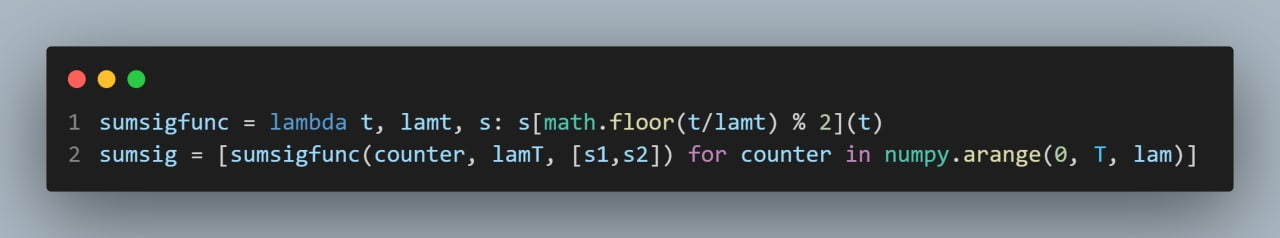 1 sumsigfunc = lambda t, lamt, s: s[math.floor(t/lamt) % 2](t)
2 sumsig = [sumsigfunc(counter, lamT, [s1,s2]) for counter in numpy.arange(0, T, lam)]